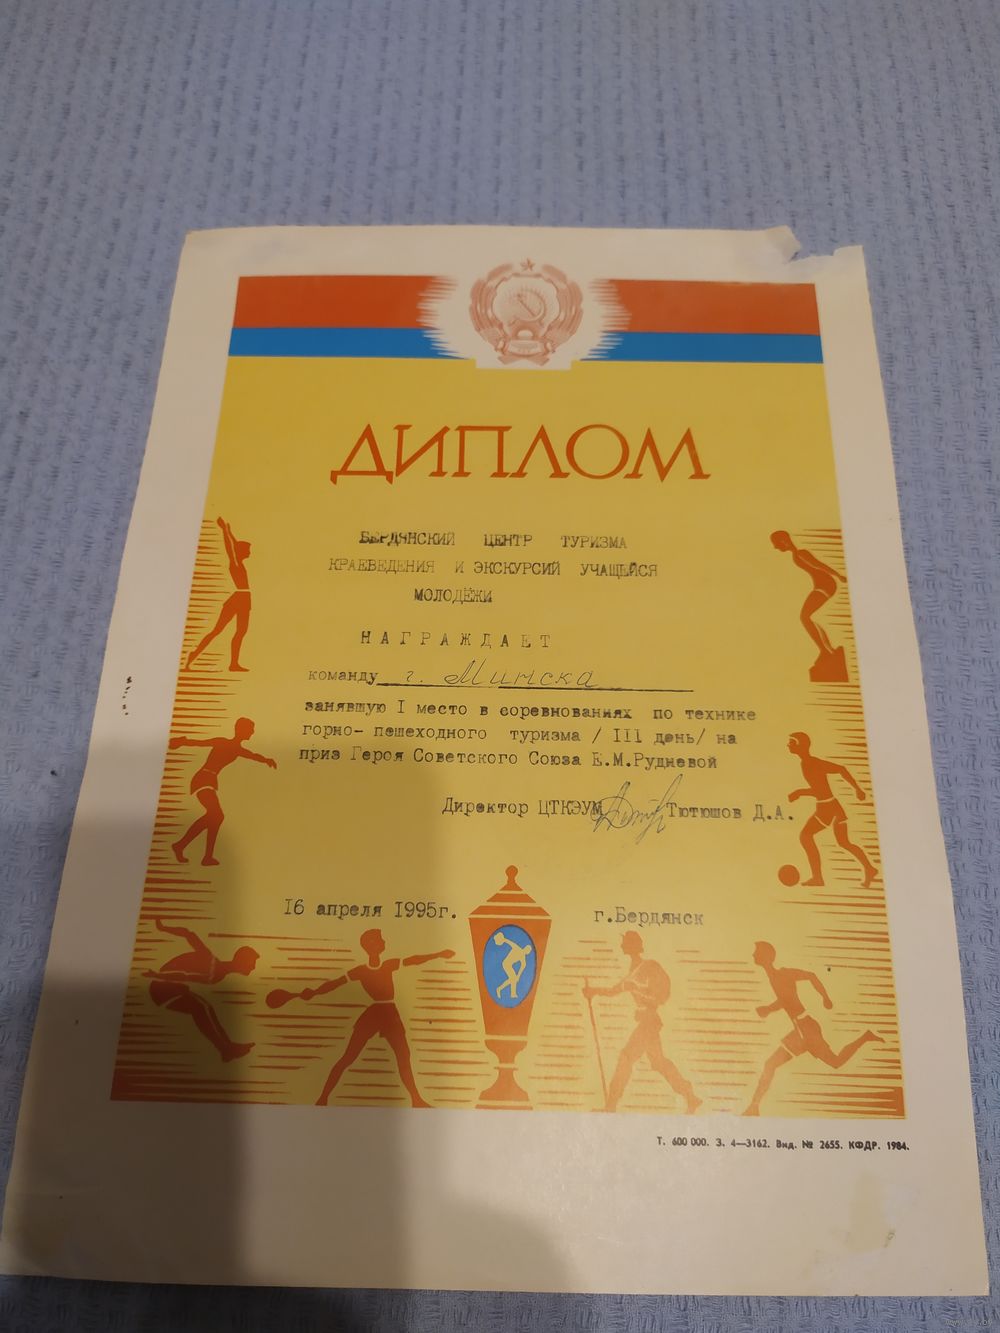 ДИПЛОМ
БЕРДЯНСКИЙ ЦЕНТР ТУРИЗМА
КРАЕВЕДЕНИЯ И ЭКСКУРСИЙ УЧАЩЕЙСЯ
МОЛОДЁЖИ
НАГРАЖДАЕТ
команду г. Минска
занявшую I место в соревнованиях по технике
горно- пешеходного туризма / III день/ на
приз Героя Советского Союза Е.М.Рудневой
Директор ЦТКЭУМ Тютюшов Д.А.
16 апреля 1995г. г.Бердянск
Т. 600 000. З. 4—3162. Вид. № 2655. КФДР. 1984.